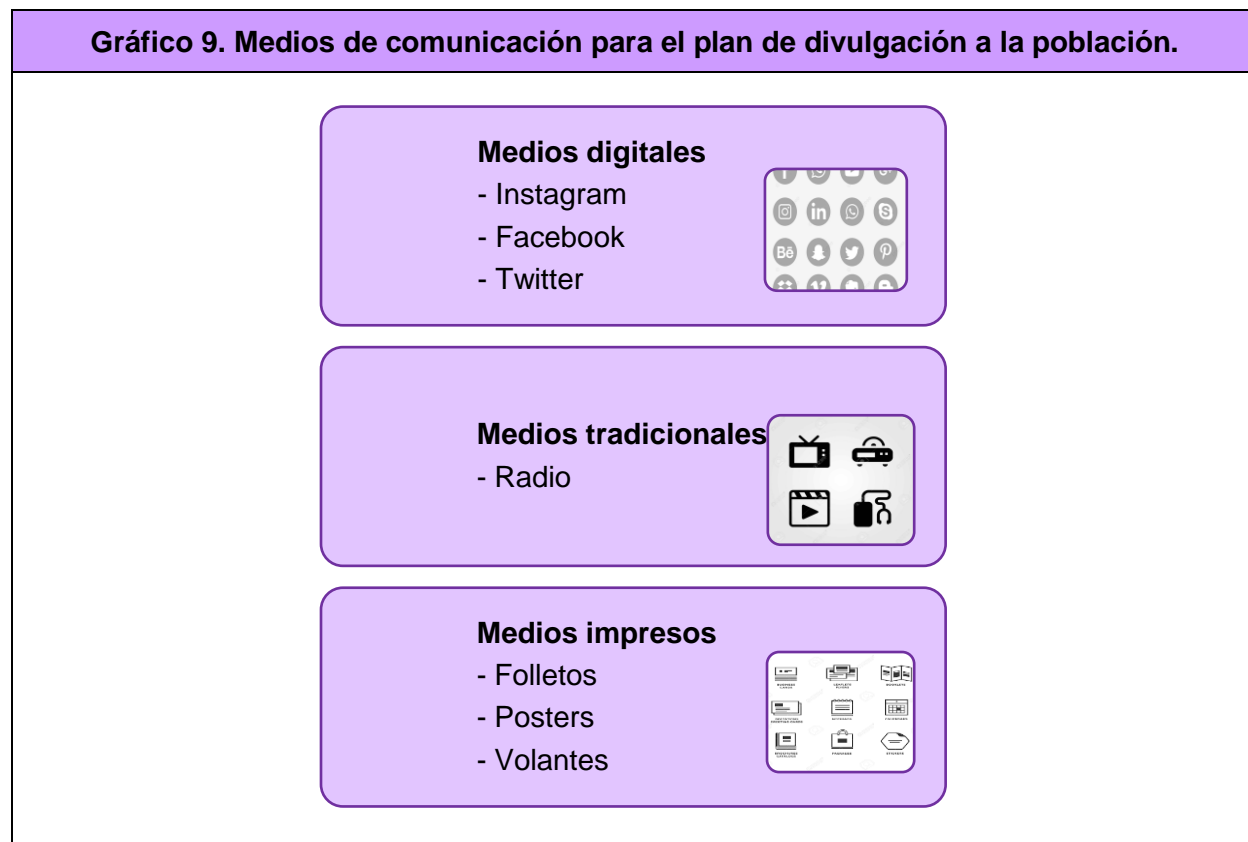 Gráfico 9. Medios de comunicación para el plan de divulgación a la población.
Medios digitales
- Instagram
- Facebook
- Twitter
Medios tradicionales
- Radio
Medios impresos
- Folletos
- Posters
- Volantes